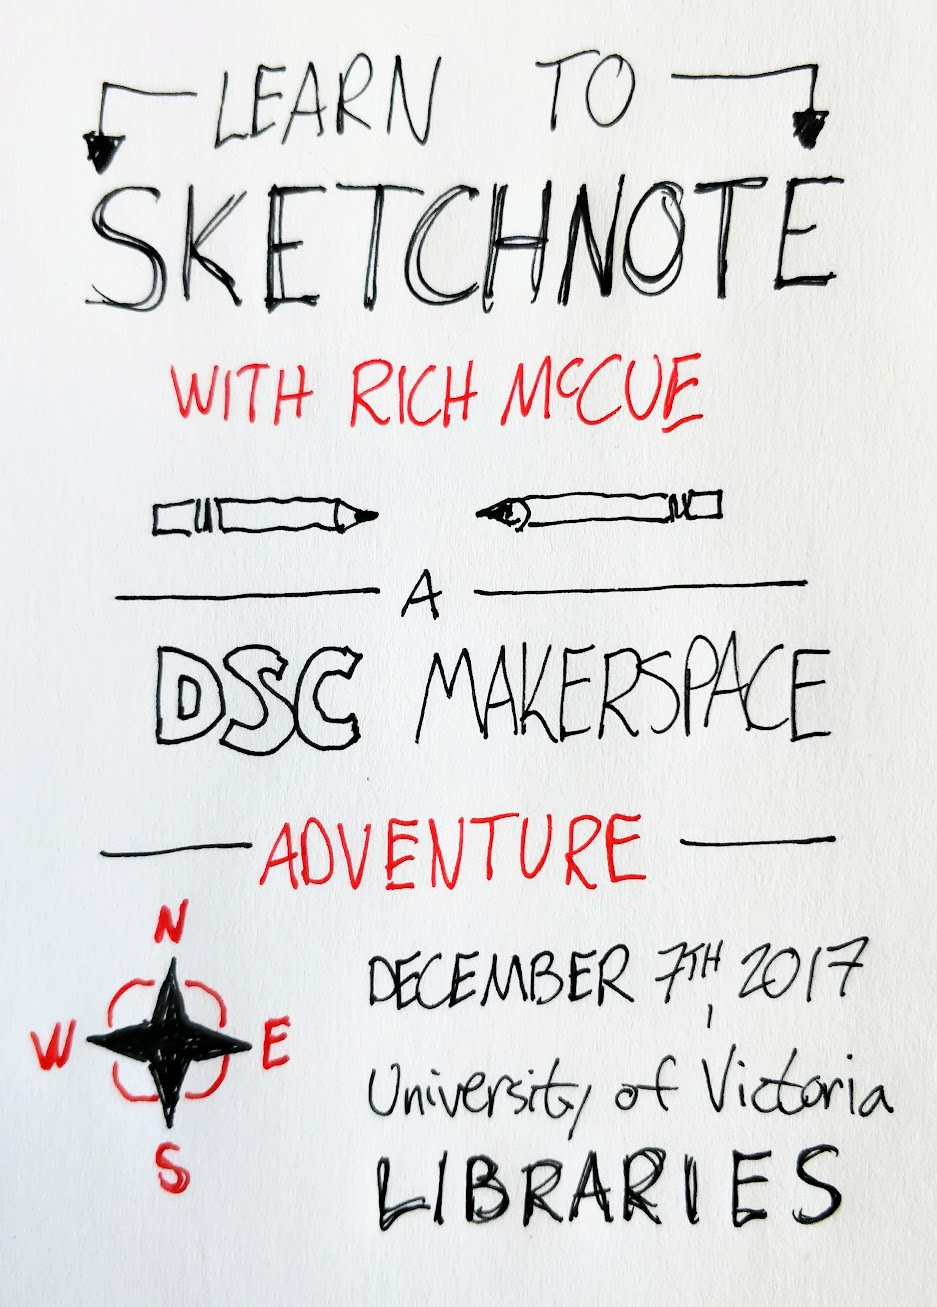 LEARN TO
SKETCHNOTE
WITH RICH McCUE
A
DSC MAKERSPACE
ADVENTURE
N
W E
S
DECEMBER 7TH, 2017
University of Victoria
LIBRARIES